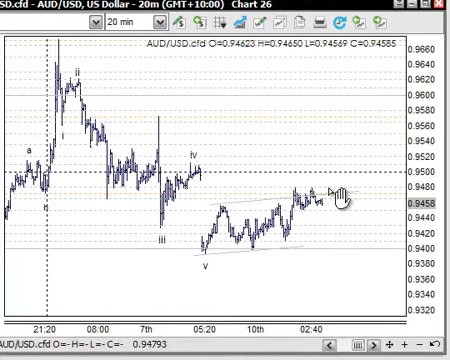 SD.cfd - AUD/USD, US Dollar - 20m (GMT+10:00) Chart 26
20 min
AUD/USD.cfd O=0.94623 H=0.94650 L=0.94569 C=0.94585
0.9660
0.9640
0.9620
0.9600
0.9580
0.9560
0.9540
0.9520
0.9500
0.9480
0.9458
0.9440
0.9420
0.9400
0.9380
0.9360
0.9340
0.9320
ii
i
a
b
iv
iii
v
21:20 08:00 7th 05:20 10th 02:40
AUD/USD O=- H=- L=- C=- 0.94793